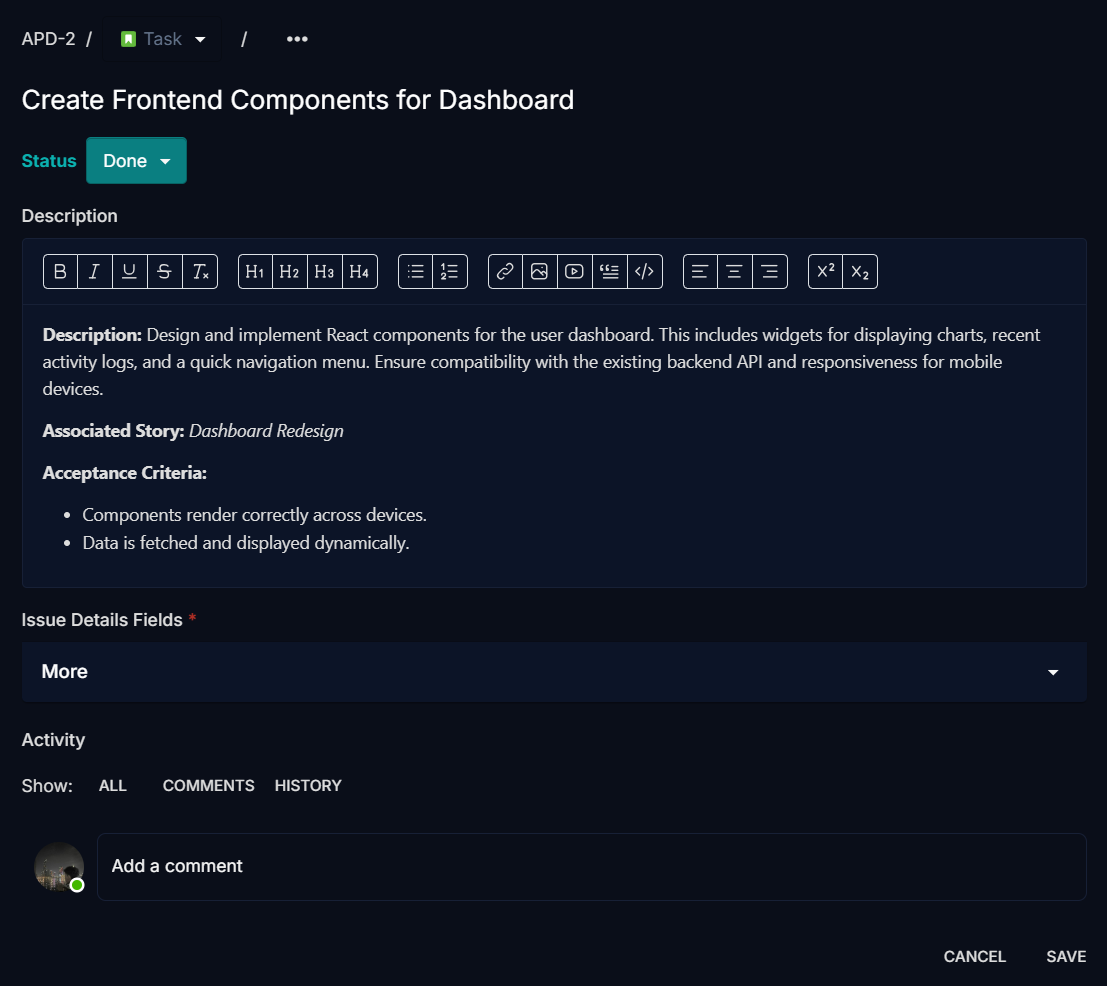 APD-2 / Task / •••
Create Frontend Components for Dashboard
Status Done
Description
B I U S Tx H1 H2 H3 H4 </> X² X₂
Description: Design and implement React components for the user dashboard. This includes widgets for displaying charts, recent
activity logs, and a quick navigation menu. Ensure compatibility with the existing backend API and responsiveness for mobile
devices.
Associated Story: Dashboard Redesign
Acceptance Criteria:
• Components render correctly across devices.
• Data is fetched and displayed dynamically.
Issue Details Fields *
More
Activity
Show: ALL COMMENTS HISTORY
Add a comment
CANCEL SAVE